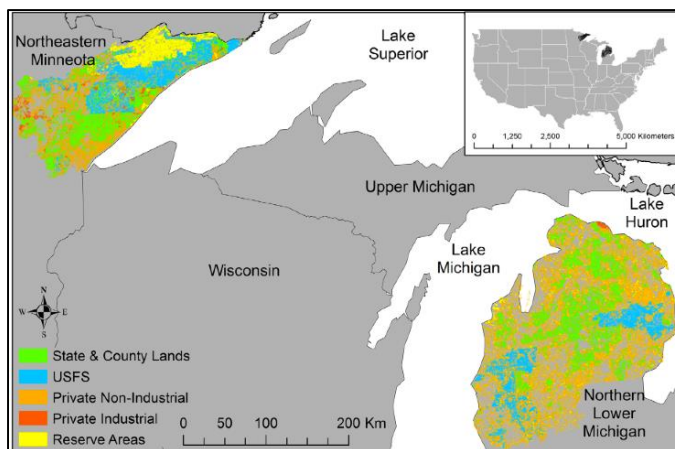 Northeastern
Minneota
Lake
Superior
0
1,250
2,500
5,000 Kilometers
Upper Michigan
Lake
Huron
Lake
Michigan
Wisconsin
N
W
E
S
State & County Lands
USFS
Private Non-Industrial
Private Industrial
Reserve Areas
0
50
100
200 Km
Northern
Lower
Michigan